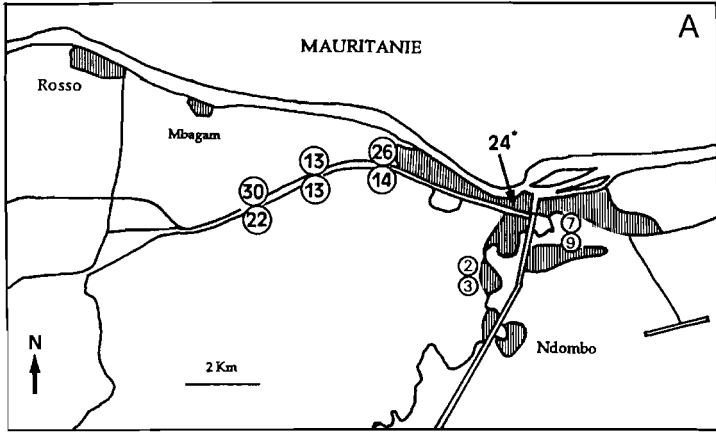 A
MAURITANIE
Rosso
Mbagam
24*
13
26
13
14
30
22
7
9
2
3
N
2 Km
Ndombo